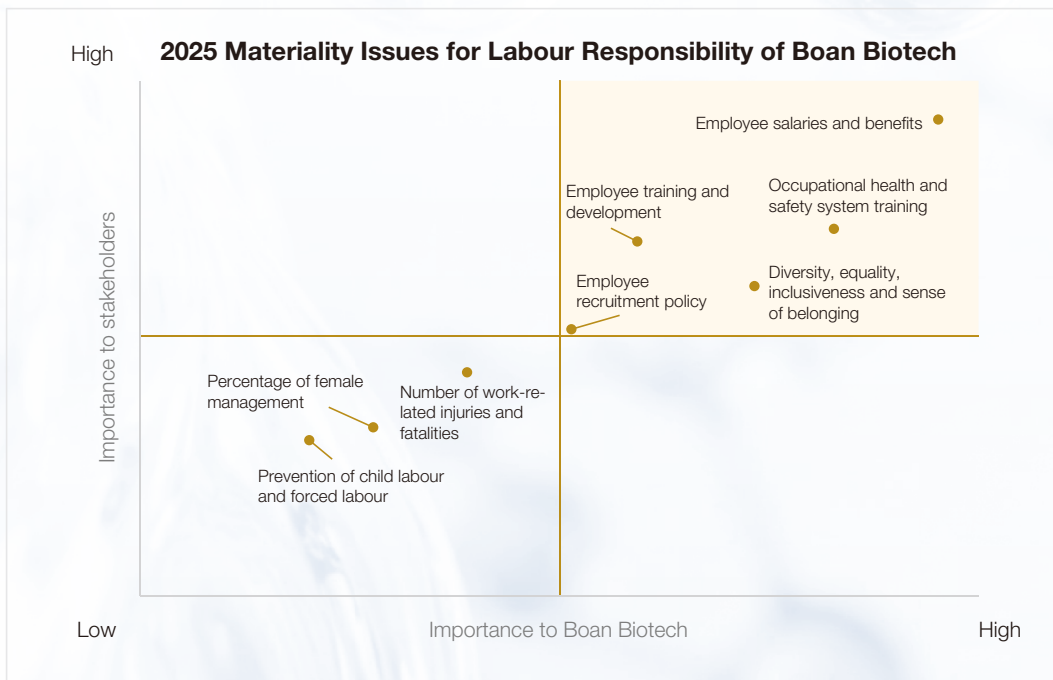 High
2025 Materiality Issues for Labour Responsibility of Boan Biotech
Importance to stakeholders
Employee salaries and benefits
Employee training and
development
Occupational health and
safety system training
Employee
recruitment policy
Diversity, equality,
inclusiveness and sense
of belonging
Percentage of female
management
Number of work-re-
lated injuries and
fatalities
Prevention of child labour
and forced labour
Low
Importance to Boan Biotech
High